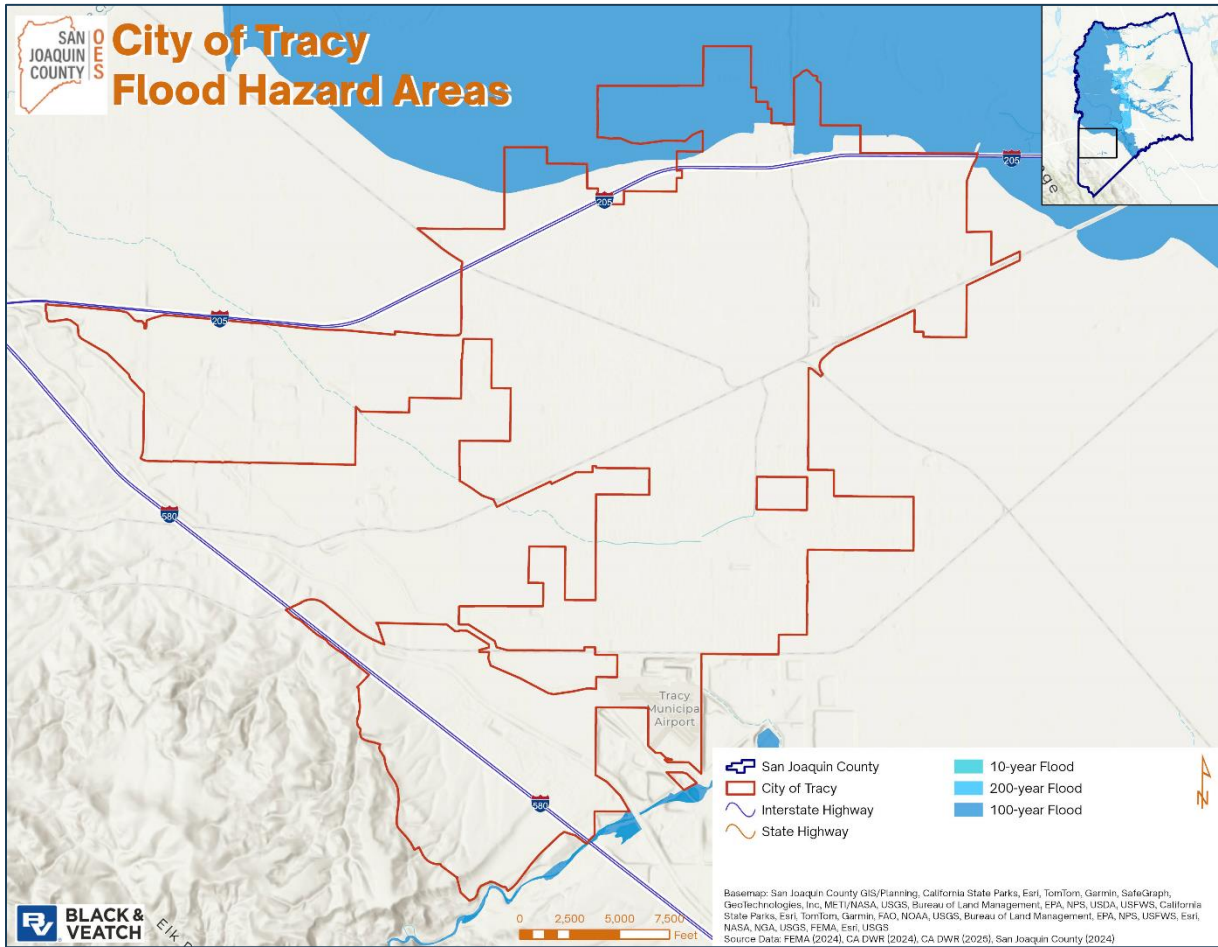 SAN
JOAQUIN
COUNTY
OES
City of Tracy
Flood Hazard Areas
205
205
205
580
580
Tracy
Municipal
Airport
San Joaquin County
City of Tracy
Interstate Highway
State Highway
10-year Flood
200-year Flood
100-year Flood
N
BLACK &
VEATCH
Elk
0 2,500 5,000 7,500
Feet
Basemap: San Joaquin County GIS/Planning, California State Parks, Esri, TomTom, Garmin, SafeGraph,
GeoTechnologies, Inc, METI/NASA, USGS, Bureau of Land Management, EPA, NPS, USDA, USFWS, California
State Parks, Esri, TomTom, Garmin, FAO, NOAA, USGS, Bureau of Land Management, EPA, NPS, USFWS, Esri,
NASA, NGA, USGS, FEMA, Esri, USGS
Source Data: FEMA (2024), CA DWR (2024), CA DWR (2025), San Joaquin County (2024)